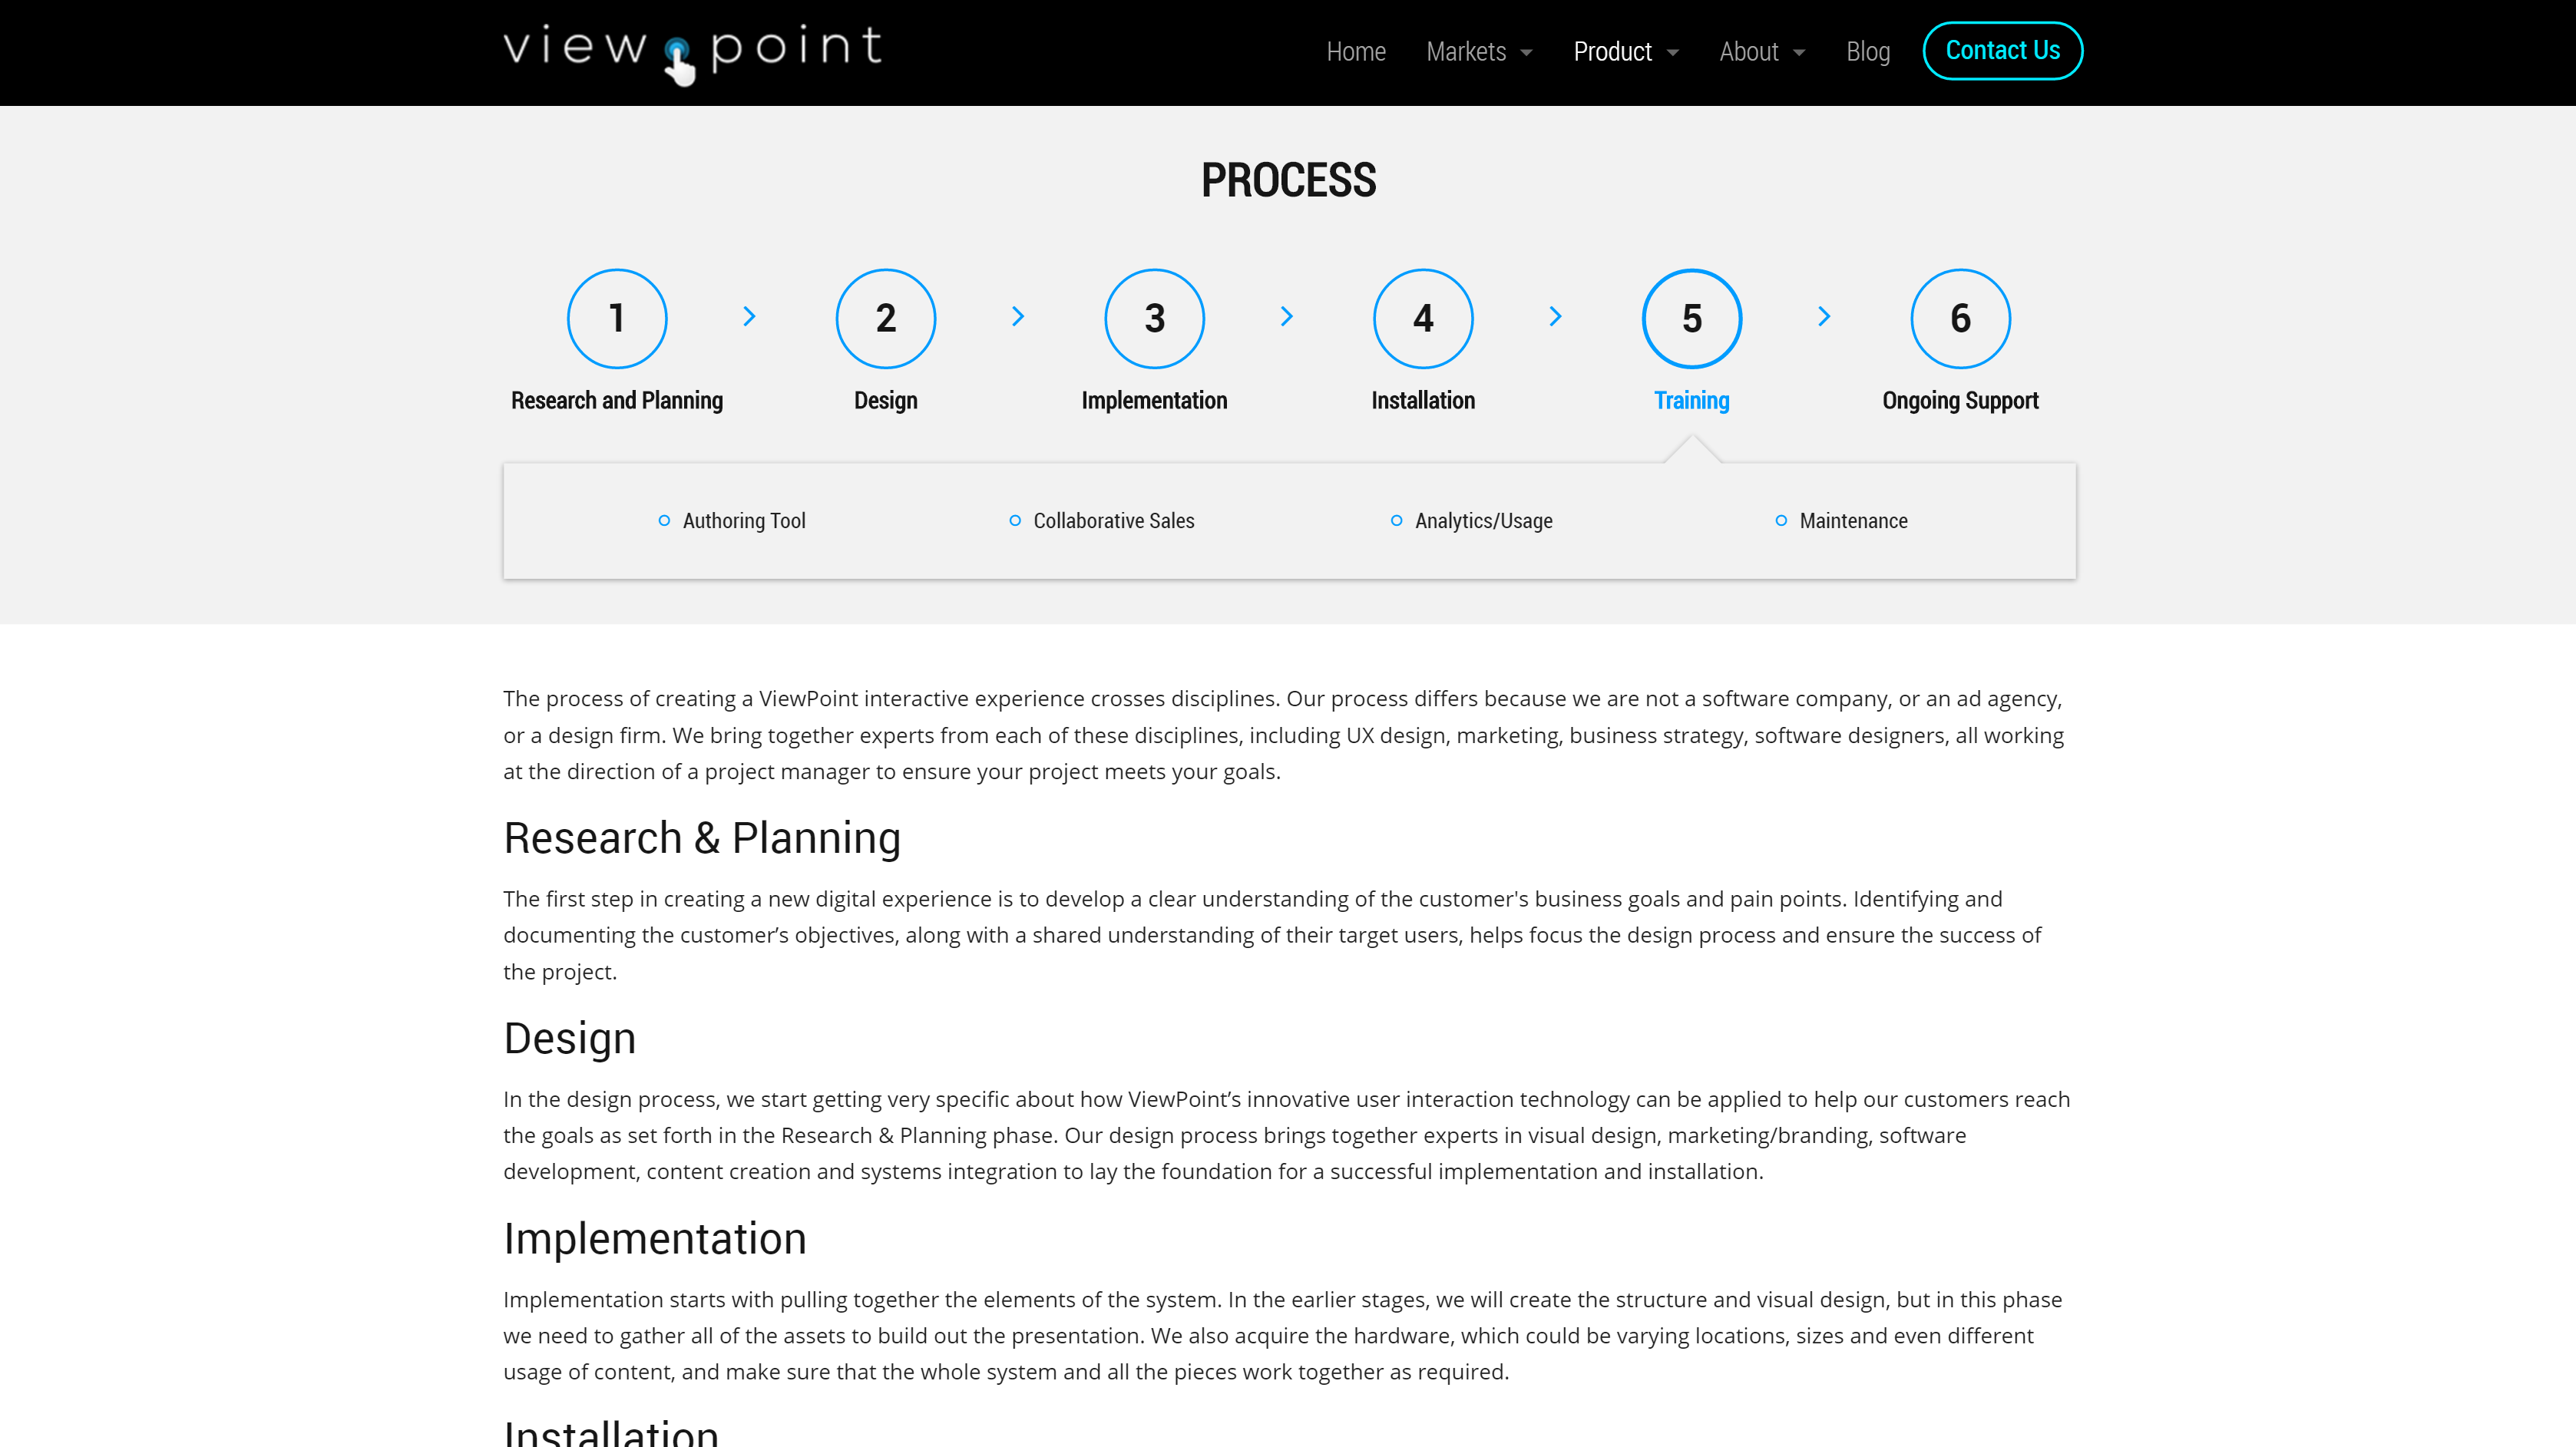 view point
Home Markets Product About Blog Contact Us
PROCESS
1 2 3 4 5 6
Research and Planning Design Implementation Installation Training Ongoing Support
Authoring Tool Collaborative Sales Analytics/Usage Maintenance
The process of creating a ViewPoint interactive experience crosses disciplines. Our process differs because we are not a software company, or an ad agency,
or a design firm. We bring together experts from each of these disciplines, including UX design, marketing, business strategy, software designers, all working
at the direction of a project manager to ensure your project meets your goals.
Research & Planning
The first step in creating a new digital experience is to develop a clear understanding of the customer's business goals and pain points. Identifying and
documenting the customer’s objectives, along with a shared understanding of their target users, helps focus the design process and ensure the success of
the project.
Design
In the design process, we start getting very specific about how ViewPoint’s innovative user interaction technology can be applied to help our customers reach
the goals as set forth in the Research & Planning phase. Our design process brings together experts in visual design, marketing/branding, software
development, content creation and systems integration to lay the foundation for a successful implementation and installation.
Implementation
Implementation starts with pulling together the elements of the system. In the earlier stages, we will create the structure and visual design, but in this phase
we need to gather all of the assets to build out the presentation. We also acquire the hardware, which could be varying locations, sizes and even different
usage of content, and make sure that the whole system and all the pieces work together as required.
Installation